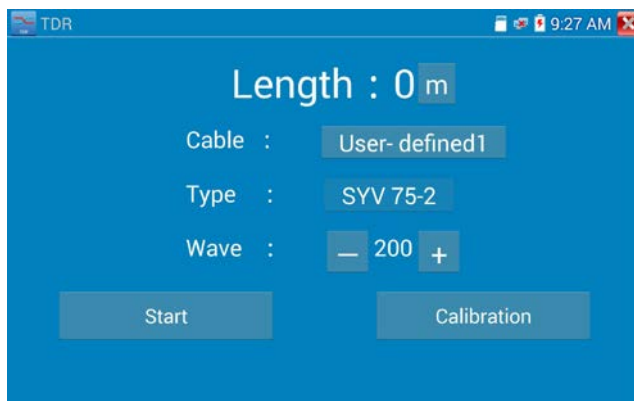 TDR 9:27 AM
Length : 0 m
Cable : User- defined1
Type : SYV 75-2
Wave : — 200 +
Start Calibration